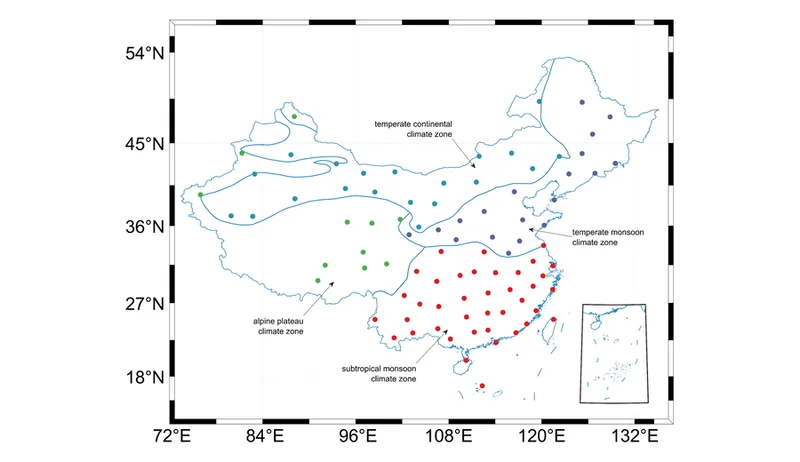 54°N
temperate continental
climate zone
45°N
36°N
temperate monsoon
climate zone
27°N
alpine plateau
climate zone
subtropical monsoon
climate zone
18°N
72°E 84°E 96°E 108°E 120°E 132°E